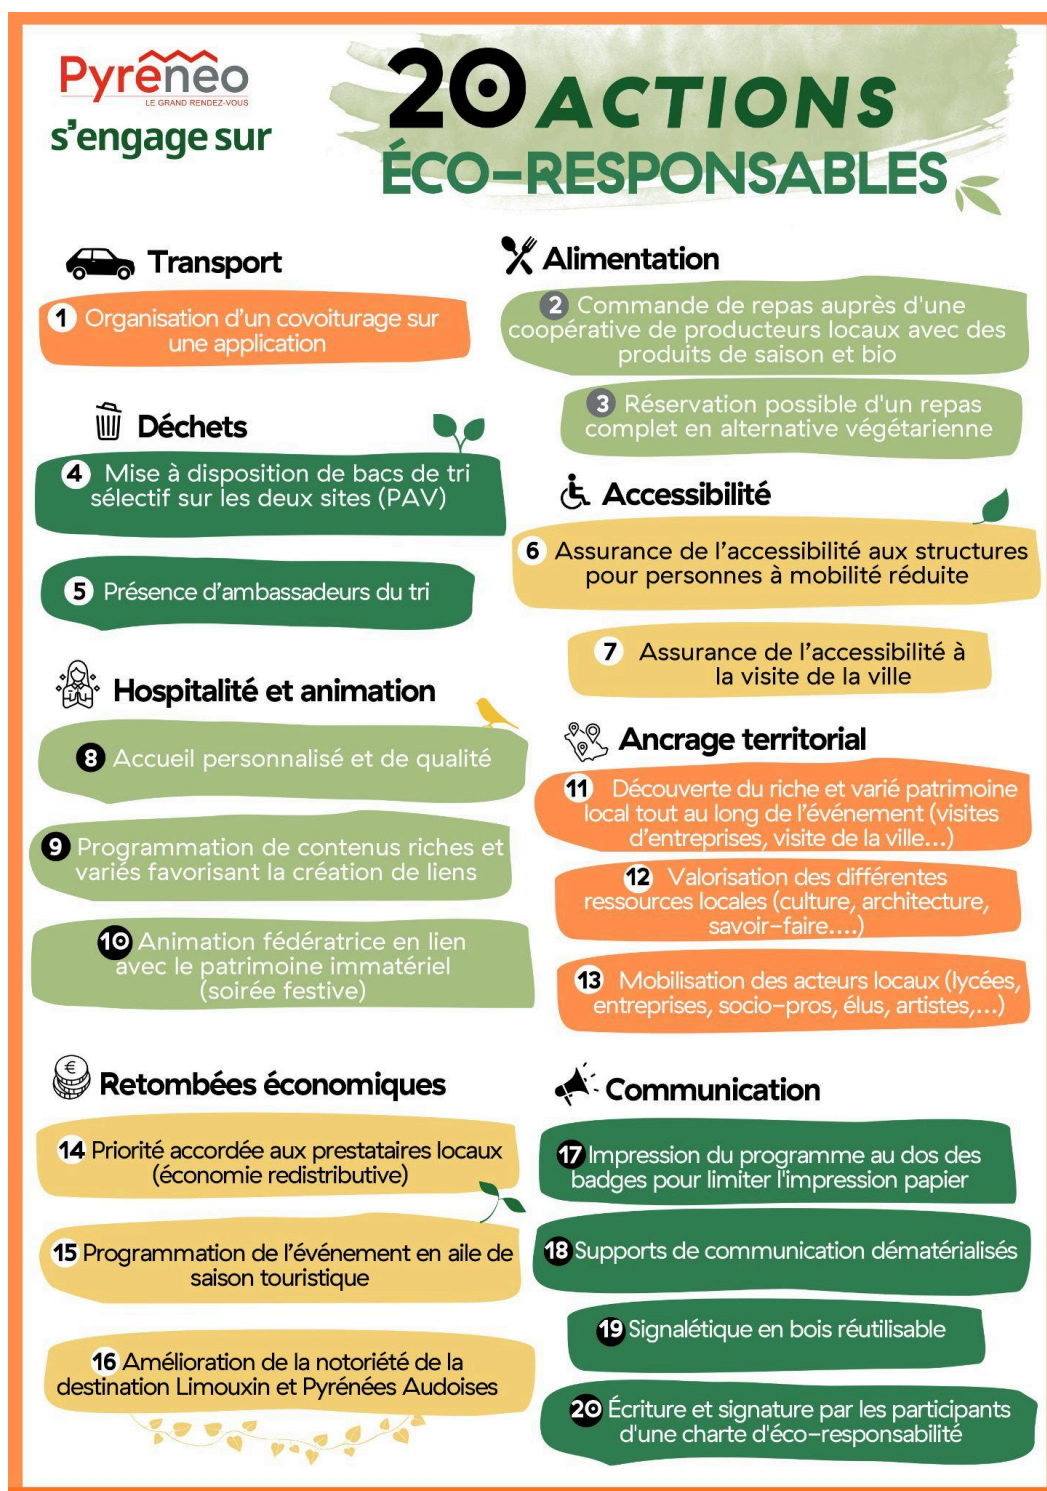 Pyrénéo
LE GRAND RENDEZ-VOUS
s'engage sur
20 ACTIONS
ÉCO-RESPONSABLES
Transport
1 Organisation d'un covoiturage sur
une application
Alimentation
2 Commande de repas auprès d'une
coopérative de producteurs locaux avec des
produits de saison et bio
3 Réservation possible d'un repas
complet en alternative végétarienne
Déchets
4 Mise à disposition de bacs de tri
sélectif sur les deux sites (PAV)
5 Présence d'ambassadeurs du tri
Accessibilité
6 Assurance de l'accessibilité aux structures
pour personnes à mobilité réduite
7 Assurance de l'accessibilité à
la visite de la ville
Hospitalité et animation
8 Accueil personnalisé et de qualité
9 Programmation de contenus riches et
variés favorisant la création de liens
10 Animation fédératrice en lien
avec le patrimoine immatériel
(soirée festive)
Ancrage territorial
11 Découverte du riche et varié patrimoine
local tout au long de l'événement (visites
d'entreprises, visite de la ville...)
12 Valorisation des différentes
ressources locales (culture, architecture,
savoir-faire....)
13 Mobilisation des acteurs locaux (lycées,
entreprises, socio-pros, élus, artistes,...)
Retombées économiques
14 Priorité accordée aux prestataires locaux
(économie redistributive)
15 Programmation de l'événement en aile de
saison touristique
16 Amélioration de la notoriété de la
destination Limouxin et Pyrénées Audoises
Communication
17 Impression du programme au dos des
badges pour limiter l'impression papier
18 Supports de communication dématérialisés
19 Signalétique en bois réutilisable
20 Écriture et signature par les participants
d'une charte d'éco-responsabilité